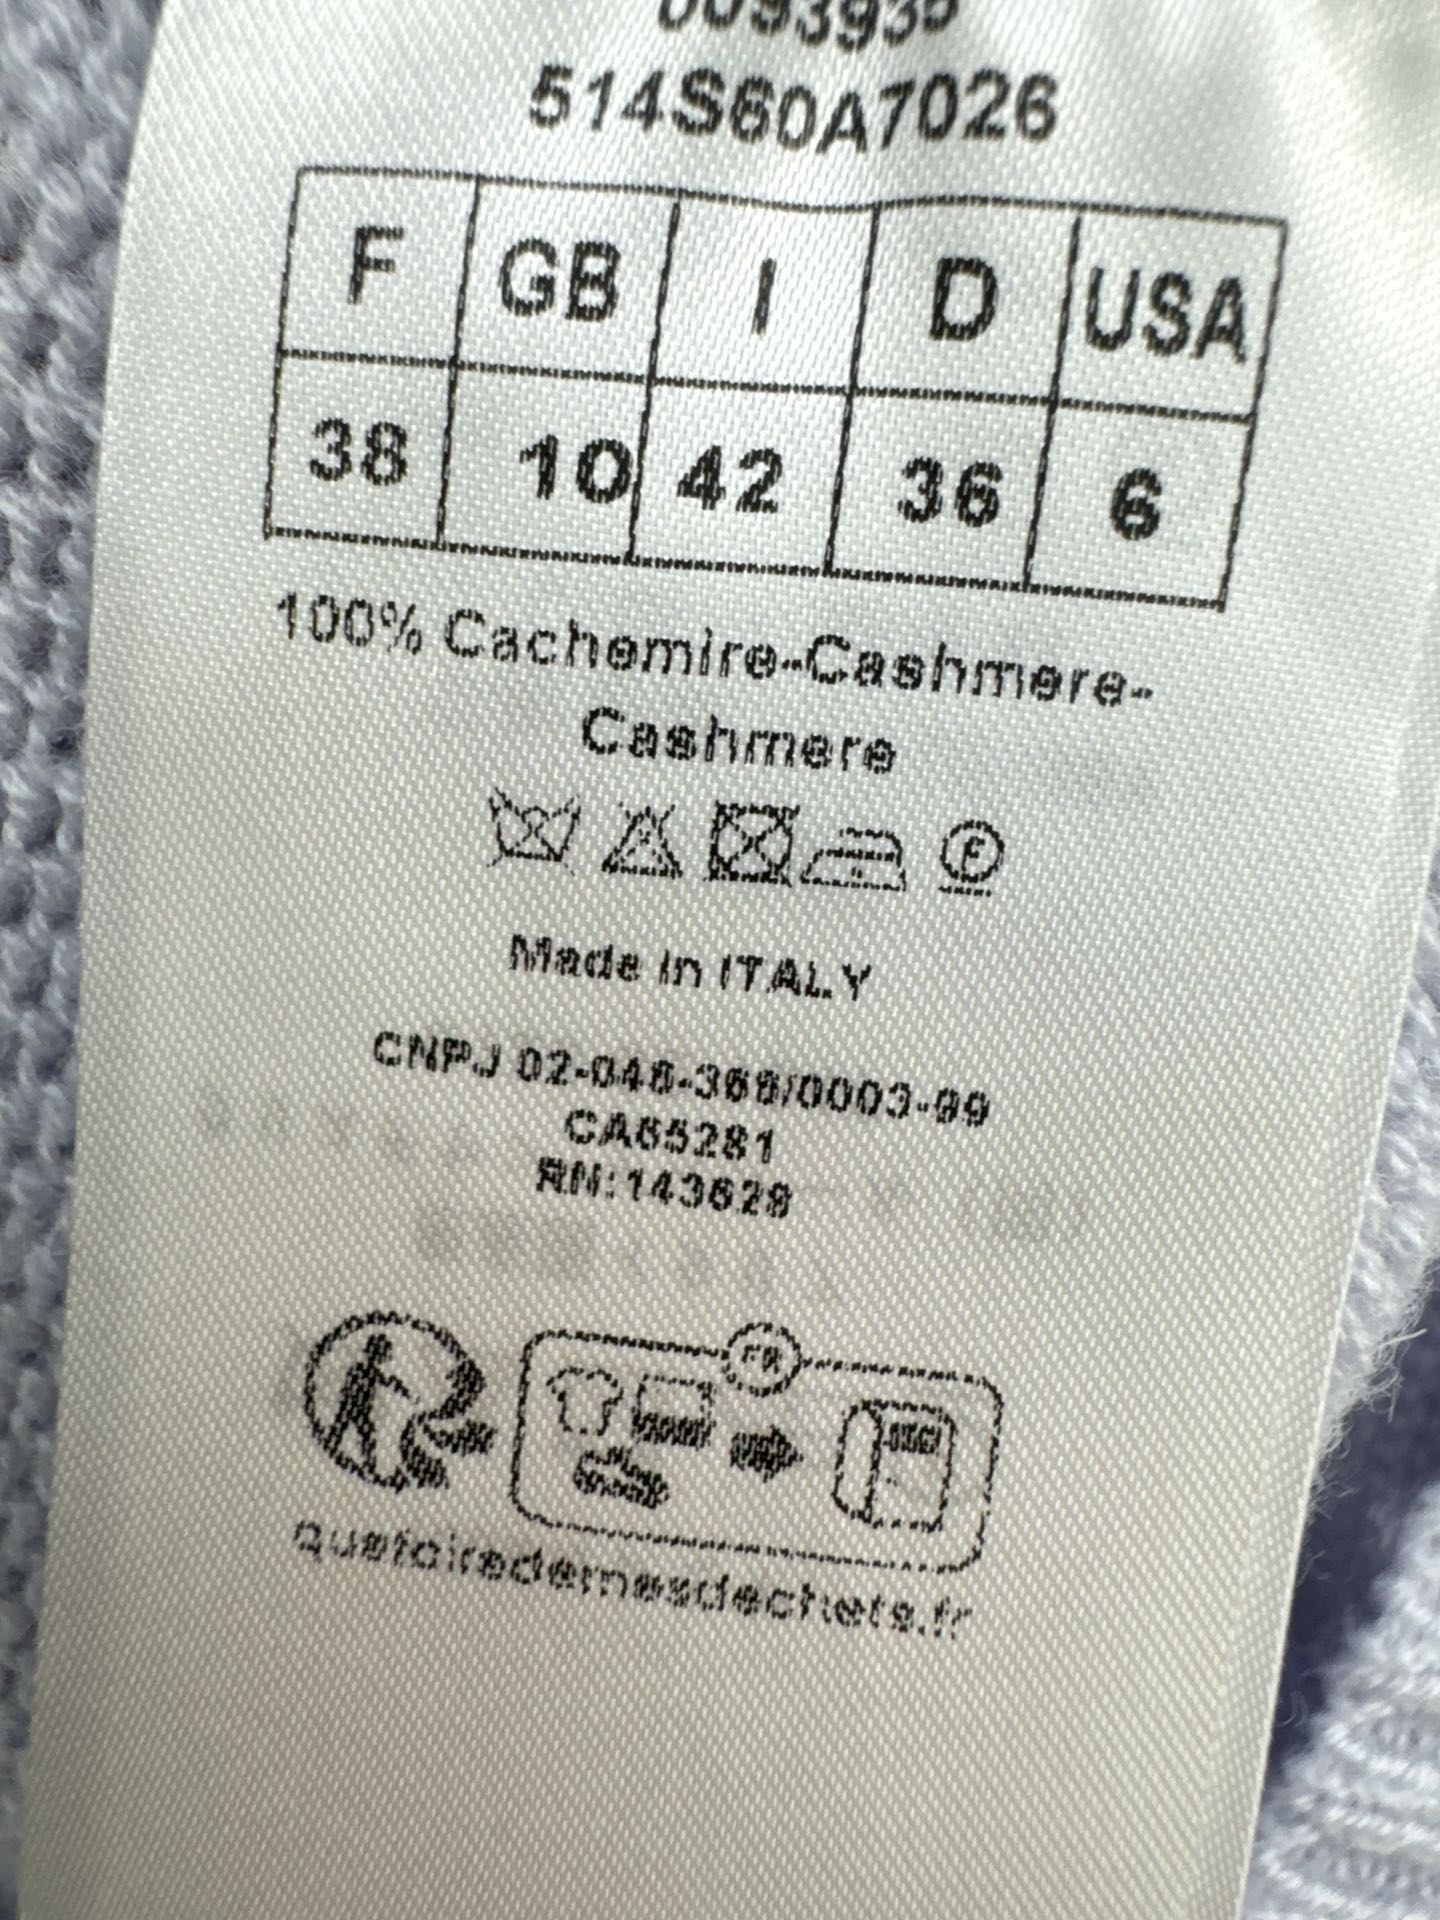 514S60A7026
F GB I D USA
38 10 42 36 6
100% Cachemire-Cashmere-
Cashmere
F
Made in ITALY
CNPJ 02-046-368/0003-99
CA65281
RN:143628
FR
quefairedemesdechets.fr